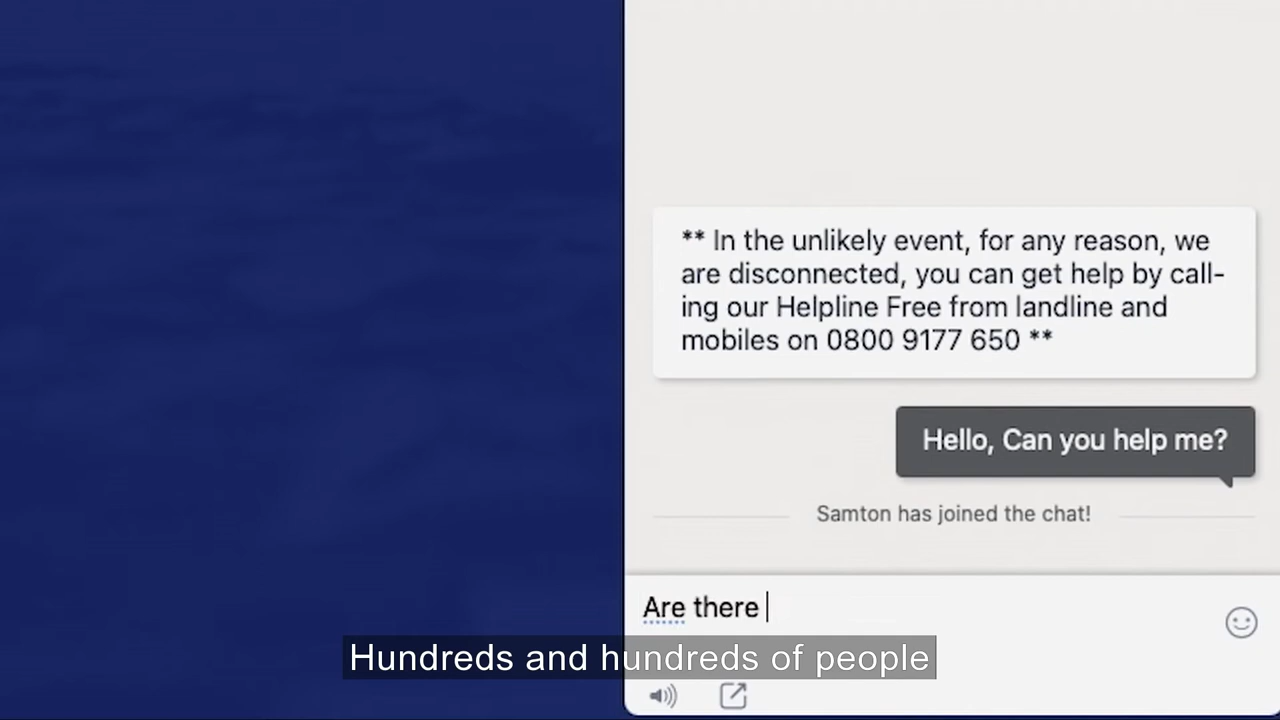 ** In the unlikely event, for any reason, we
are disconnected, you can get help by call-
ing our Helpline Free from landline and
mobiles on 0800 9177 650 **
Hello, Can you help me?
Samton has joined the chat!
Are there
Hundreds and hundreds of people